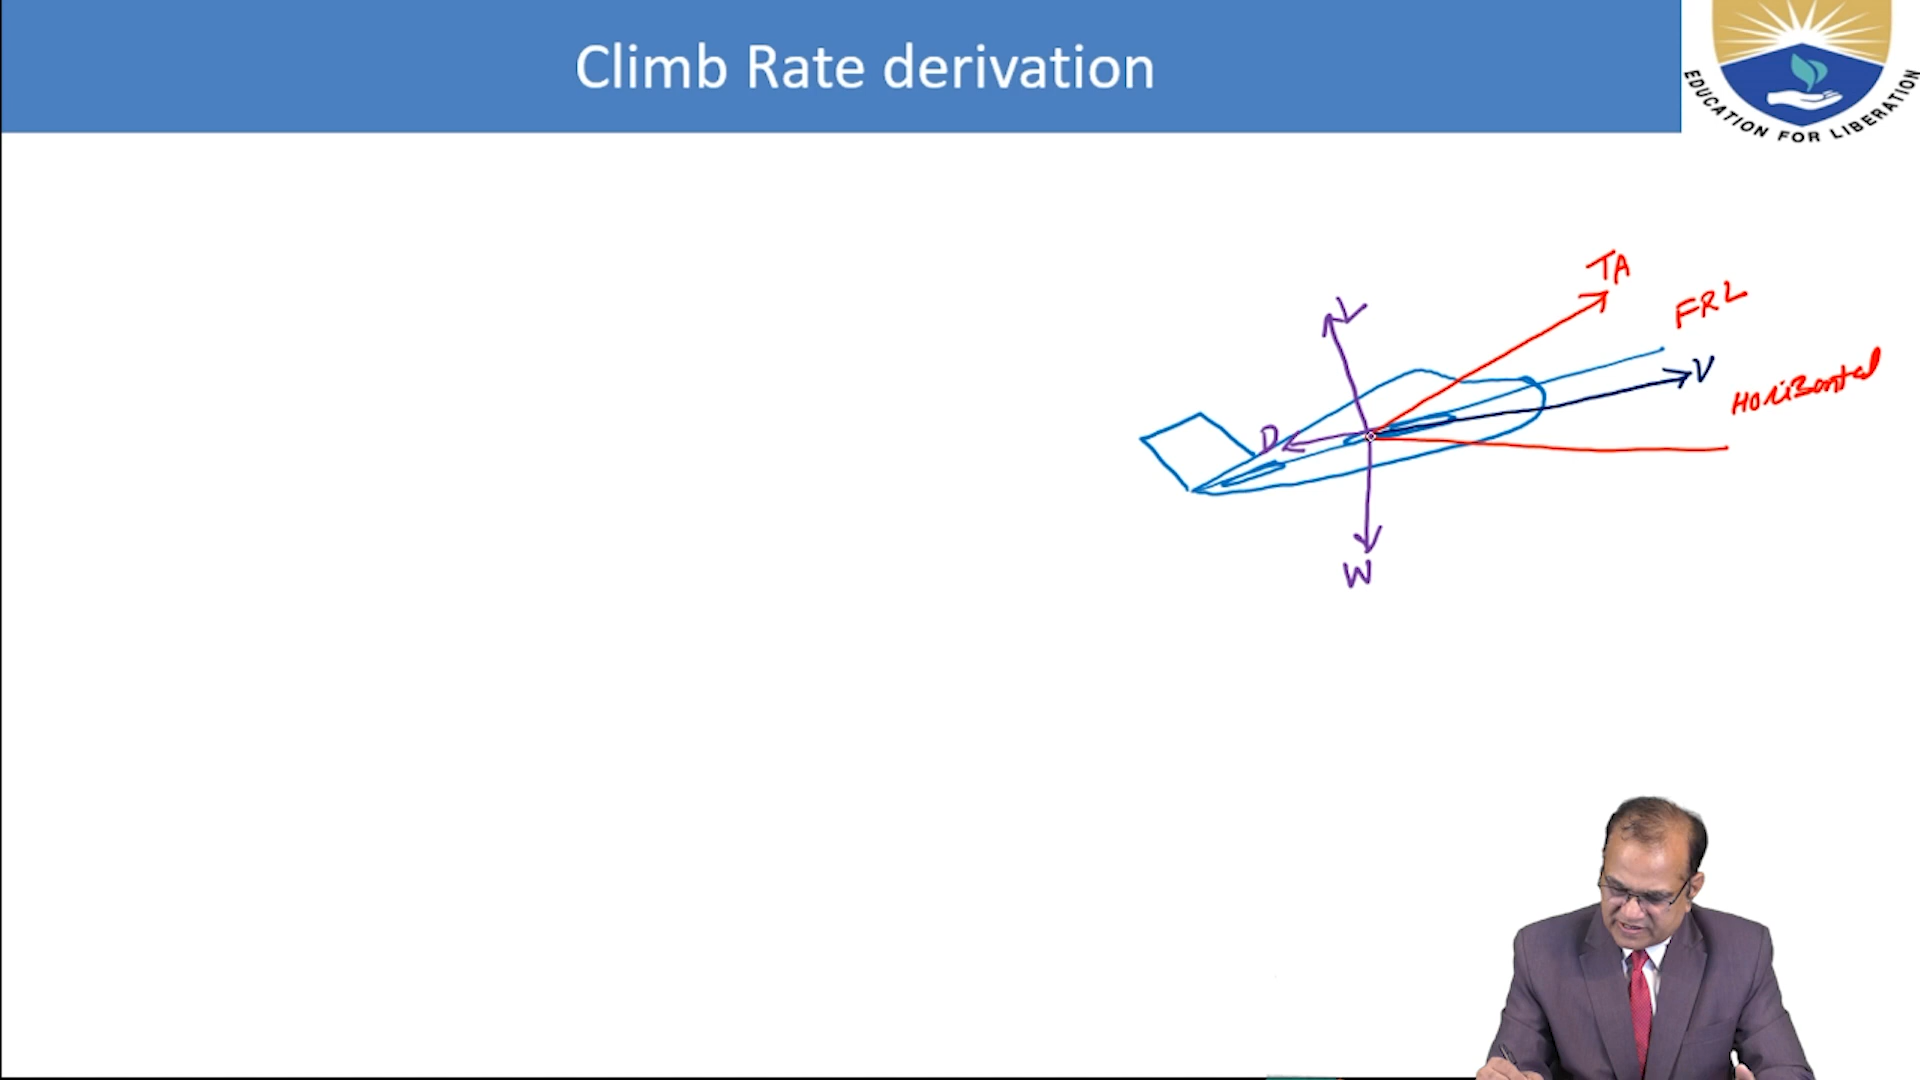 Climb Rate derivation
EDUCATION FOR LIBERATION
TA
FRL
L
V
Horizontal
D
W